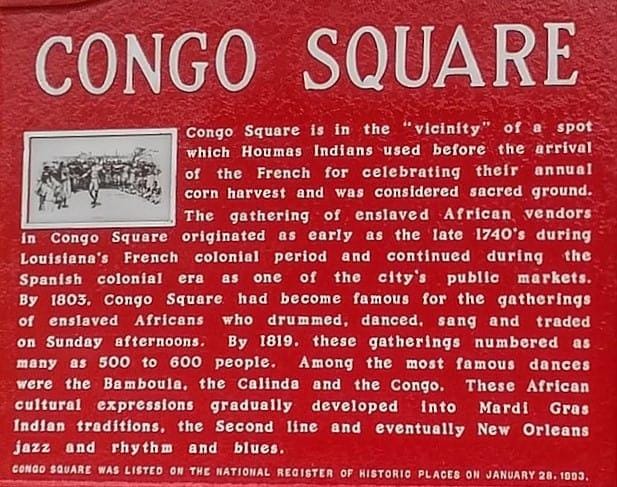 CONGO SQUARE
Congo Square is in the "vicinity" of a spot
which Houmas Indians used before the arrival
of the French for celebrating their annual
corn harvest and was considered sacred ground.
The gathering of enslaved African vendors
in Congo Square originated as early as the late 1740's during
Louisiana's French colonial period and continued during the
Spanish colonial era as one of the city's public markets.
By 1803, Congo Square had become famous for the gatherings
of enslaved Africans who drummed, danced, sang and traded
on Sunday afternoons. By 1819, these gatherings numbered as
many as 500 to 600 people. Among the most famous dances
were the Bamboula, the Calinda and the Congo. These African
cultural expressions gradually developed into Mardi Gras
Indian traditions, the Second line and eventually New Orleans
jazz and rhythm and blues.
CONGO SQUARE WAS LISTED ON THE NATIONAL REGISTER OF HISTORIC PLACES ON JANUARY 28, 1993.